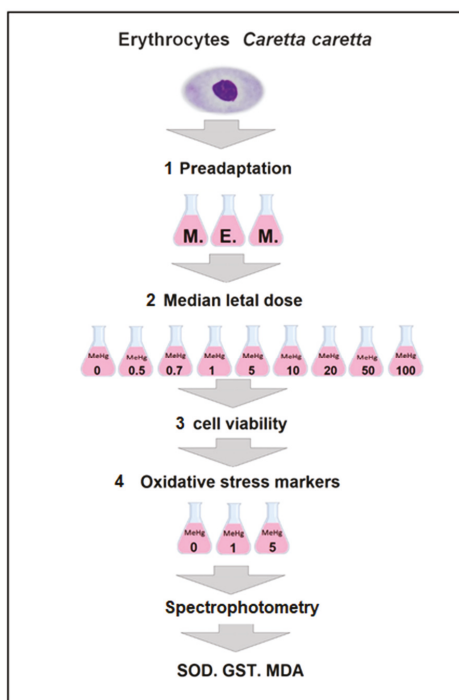 Erythrocytes Caretta caretta
1 Preadaptation
M. E. M.
2 Median letal dose
MeHg MeHg MeHg MeHg MeHg MeHg MeHg MeHg MeHg
0 0.5 0.7 1 5 10 20 50 100
3 cell viability
4 Oxidative stress markers
MeHg MeHg MeHg
0 1 5
Spectrophotometry
SOD. GST. MDA